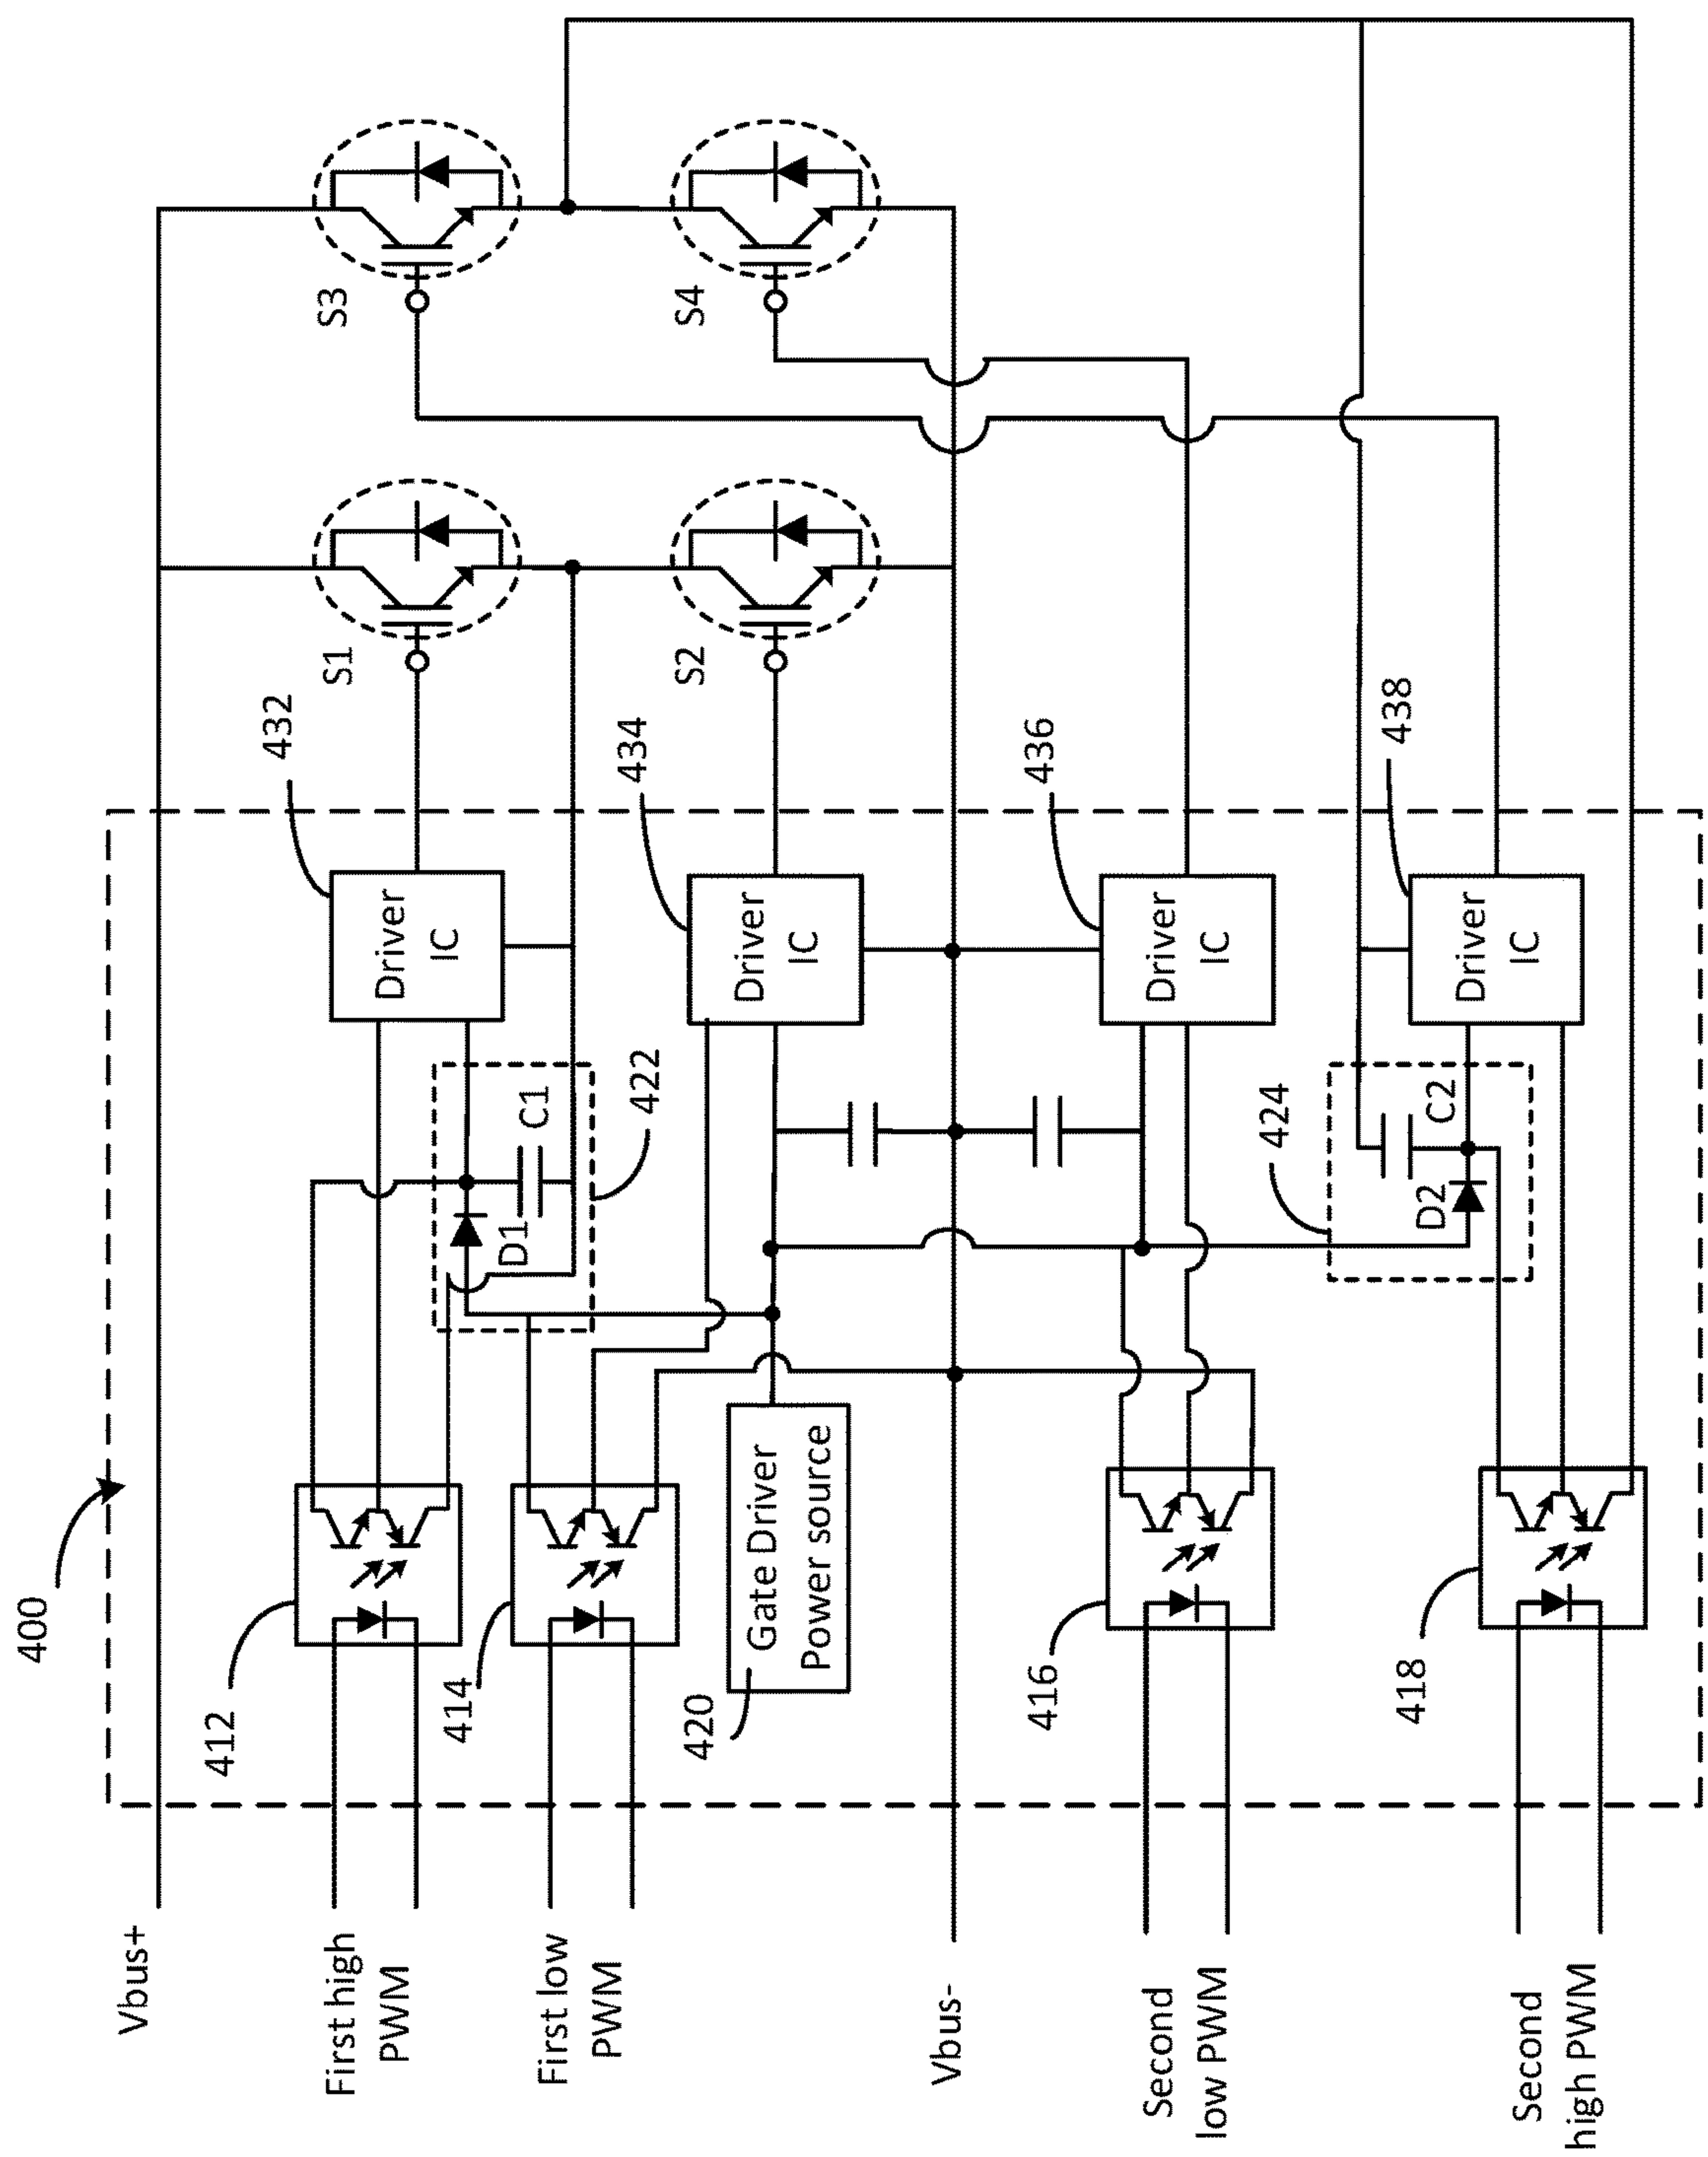 400
Vbus+
First high
PWM
First low
PWM
Vbus-
Second
low PWM
Second
high PWM
412
414
420
416
418
Gate Driver
Power source
D1
C1
422
D2
C2
424
Driver
IC
432
Driver
IC
434
Driver
IC
436
Driver
IC
438
S1
S2
S3
S4